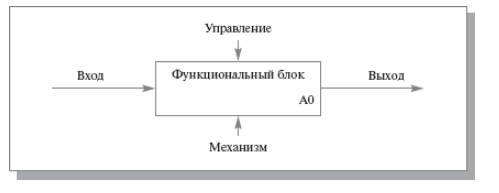 Управление
Вход
Функциональный блок
Выход
A0
Механизм